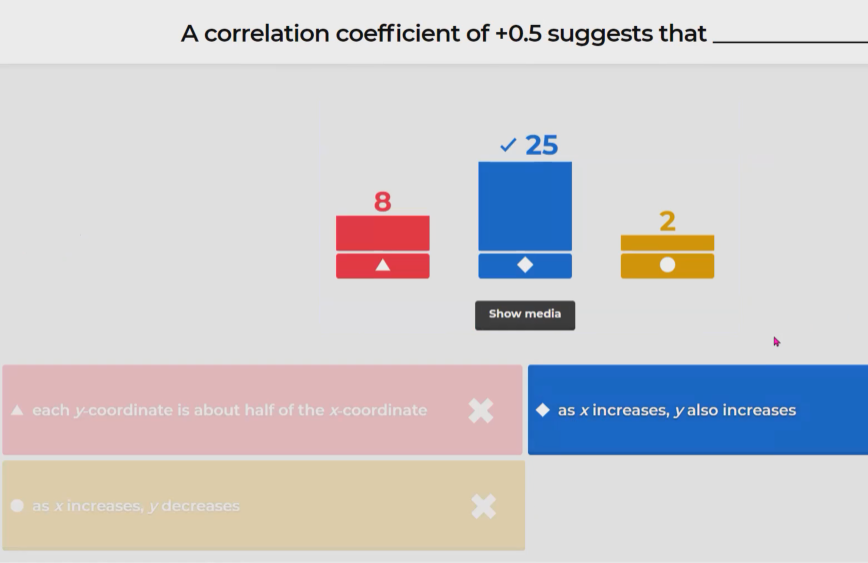 A correlation coefficient of +0.5 suggests that ___________
8
✓ 25
2
Show media
each y-coordinate is about half of the x-coordinate
as x increases, y also increases
as x increases, y decreases